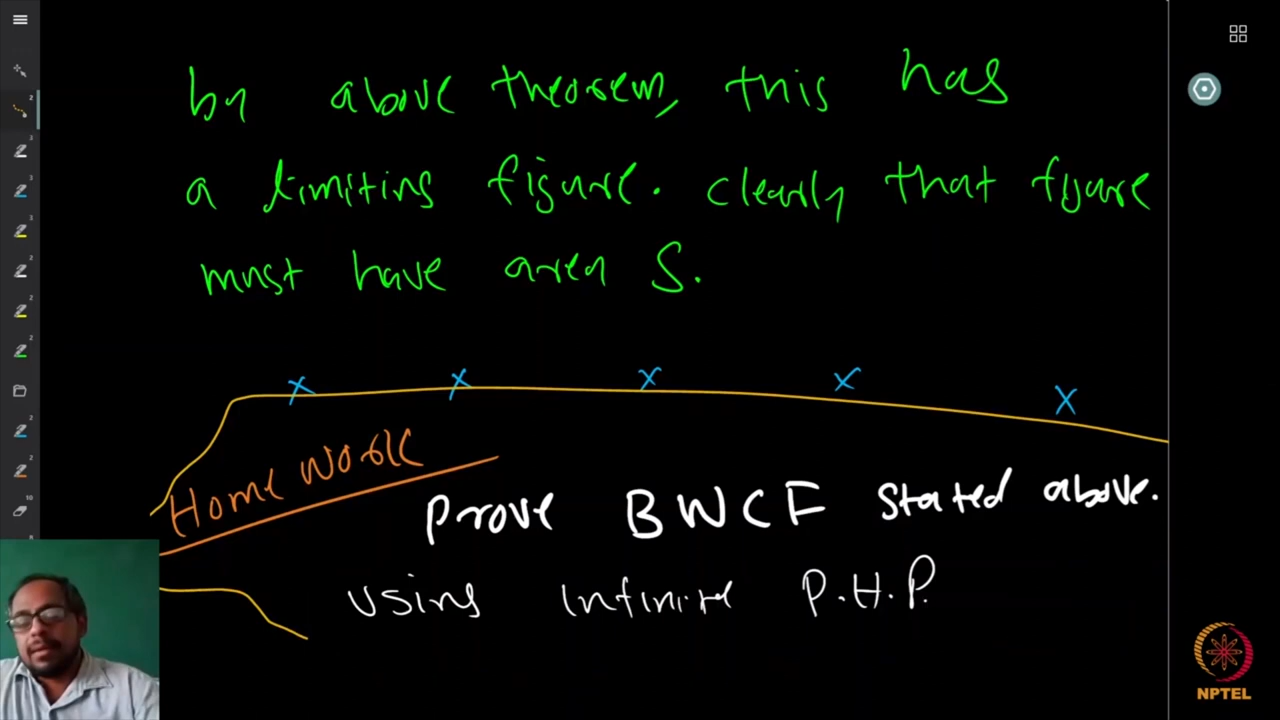 by above theorem, this has
a limiting figure. clearly that figure
must have area S.
x x x x x
Home Work
Prove BWCF stated above.
using infinite P.H.P.
NPTEL